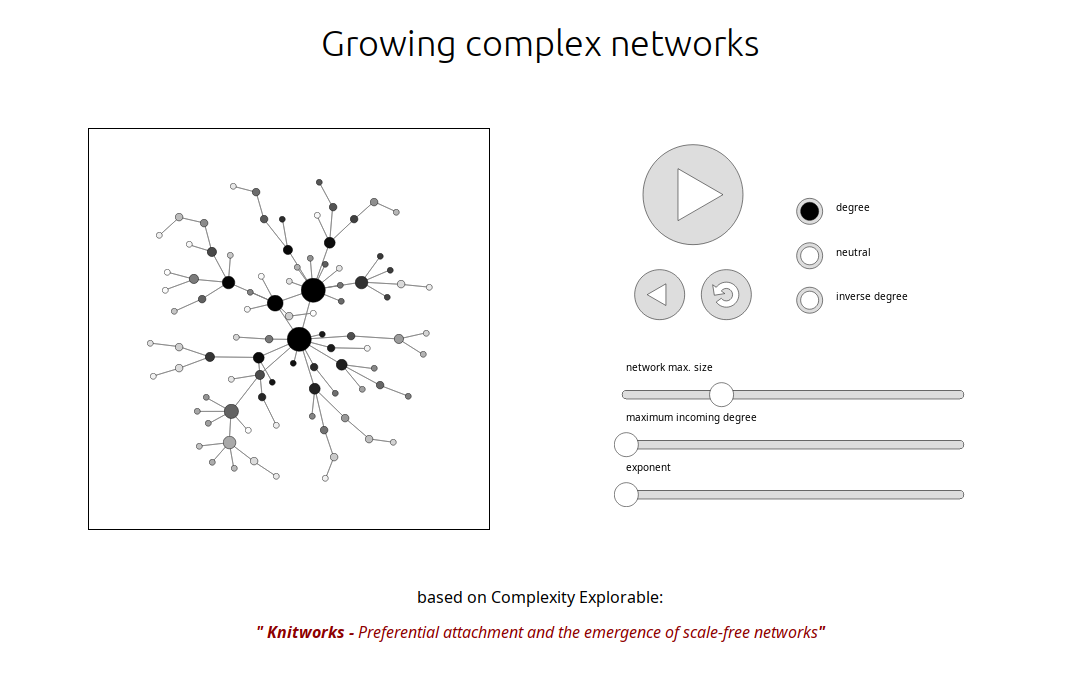 Growing complex networks
degree
neutral
inverse degree
network max. size
maximum incoming degree
exponent
based on Complexity Explorable:
" Knitworks - Preferential attachment and the emergence of scale-free networks"